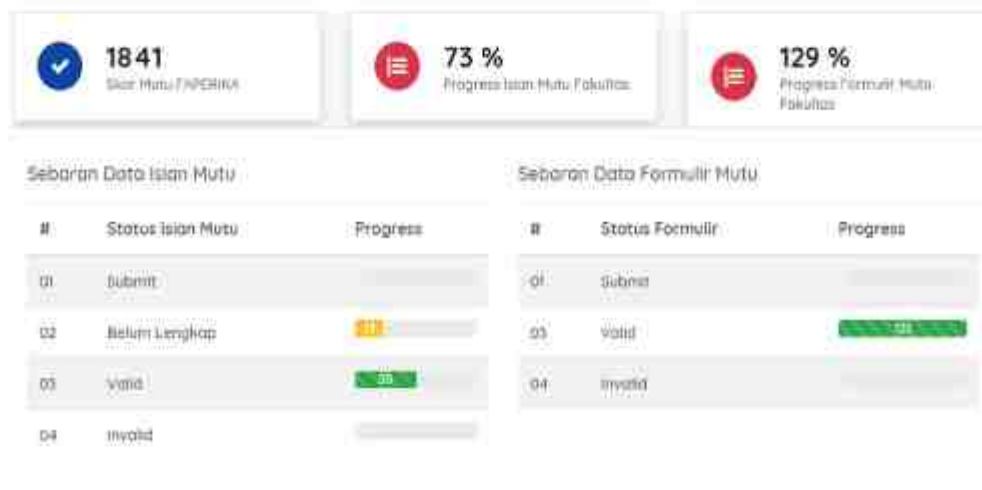 1841
Skor Mutu FAPERIKA
73 %
Progress Isian Mutu Fakultas
129 %
Progress Formulir Mutu
Fakultas
Sebaran Data Isian Mutu
# Status Isian Mutu Progress
01 Submit
02 Belum Lengkap
03 Valid
04 Invalid
Sebaran Data Formulir Mutu
# Status Formulir Progress
01 Submit
03 Valid
04 Invalid